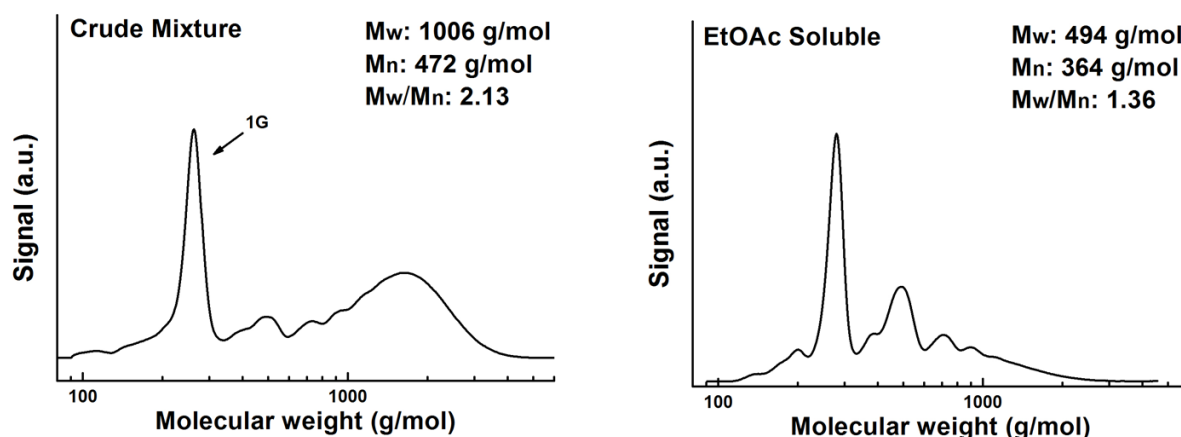 Crude Mixture
Mw: 1006 g/mol
Mn: 472 g/mol
Mw/Mn: 2.13
1G
Signal (a.u.)
100
1000
Molecular weight (g/mol)
EtOAc Soluble
Mw: 494 g/mol
Mn: 364 g/mol
Mw/Mn: 1.36
Signal (a.u.)
100
1000
Molecular weight (g/mol)